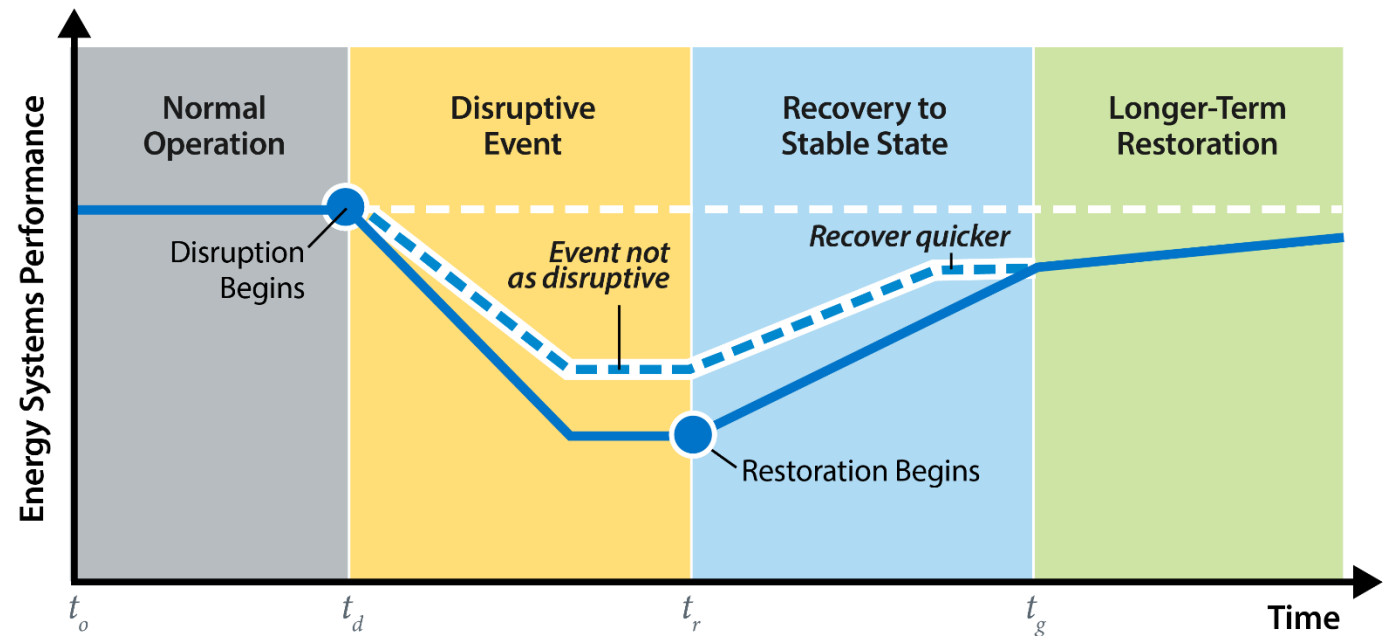 Energy Systems Performance
Normal
Operation
Disruptive
Event
Recovery to
Stable State
Longer-Term
Restoration
Disruption
Begins
Event not
as disruptive
Recover quicker
Restoration Begins
t_o
t_d
t_r
t_g
Time